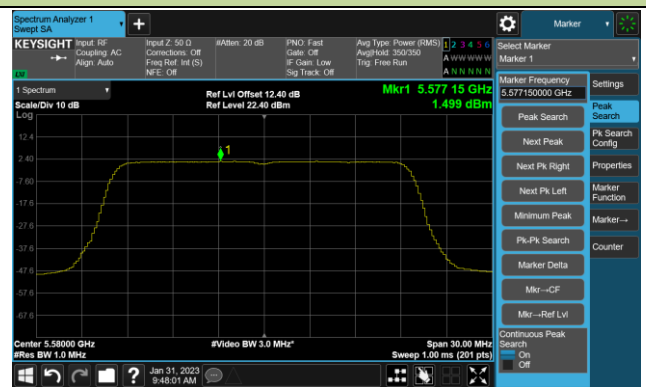 Spectrum Analyzer 1
Swept SA
+
Marker
KEYSIGHT
Input: RF
Coupling: AC
Align: Auto
Input Z: 50 Ω
Corrections: Off
Freq Ref: Int (S)
NFE: Off
#Atten: 20 dB
PNO: Fast
Gate: Off
IF Gain: Low
Sig Track: Off
Avg Type: Power (RMS)
Avg|Hold: 350/350
Trig: Free Run
1 2 3 4 5 6
A W W W W W
A N N N N N
LXI
Select Marker
Marker 1
1 Spectrum
Scale/Div 10 dB
Log
Ref Lvl Offset 12.40 dB
Ref Level 22.40 dBm
Mkr1 5.577 15 GHz
1.499 dBm
12.4
2.40
-7.60
-17.6
-27.6
-37.6
-47.6
-57.6
-67.6
1
Center 5.58000 GHz
#Res BW 1.0 MHz
#Video BW 3.0 MHz*
Span 30.00 MHz
Sweep 1.00 ms (201 pts)
Marker Frequency
5.577150000 GHz
Peak Search
Next Peak
Next Pk Right
Next Pk Left
Minimum Peak
Pk-Pk Search
Marker Delta
Mkr→CF
Mkr→Ref Lvl
Continuous Peak
Search
On
Off
Settings
Peak
Search
Pk Search
Config
Properties
Marker
Function
Marker→
Counter
?
Jan 31, 2023
9:48:01 AM